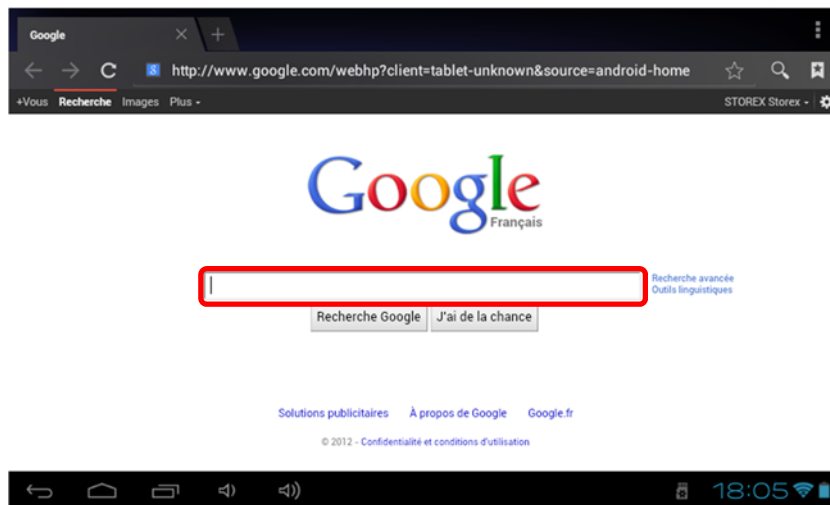 Google
http://www.google.com/webhp?client=tablet-unknown&source=android-home
+Vous Recherche Images Plus STOREX Storex
Google
Français
Recherche avancée
Outils linguistiques
Recherche Google J'ai de la chance
Solutions publicitaires À propos de Google Google.fr
© 2012 - Confidentialité et conditions d'utilisation
18:05